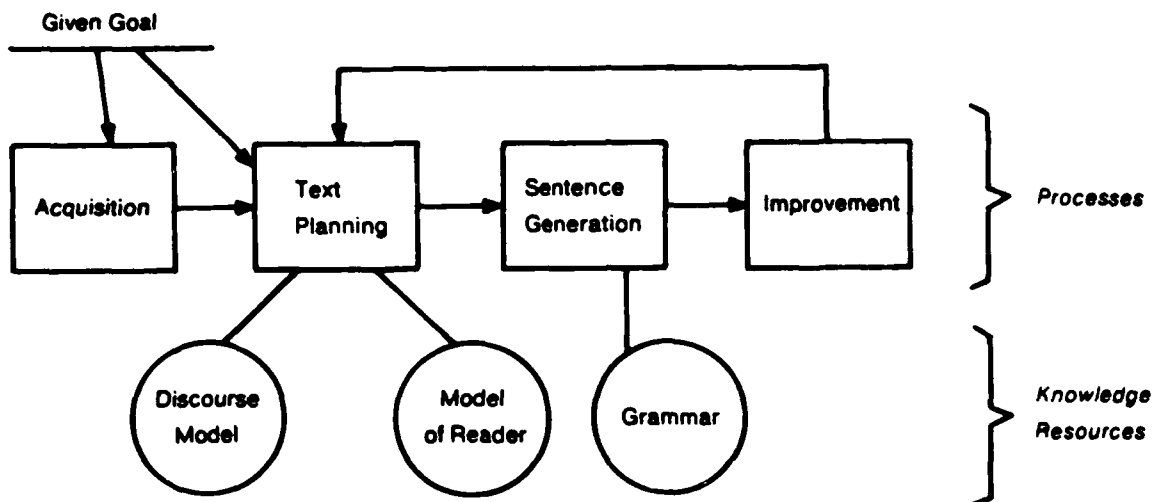 Given Goal
Acquisition
Text
Planning
Sentence
Generation
Improvement
Processes
Discourse
Model
Model
of Reader
Grammar
Knowledge
Resources